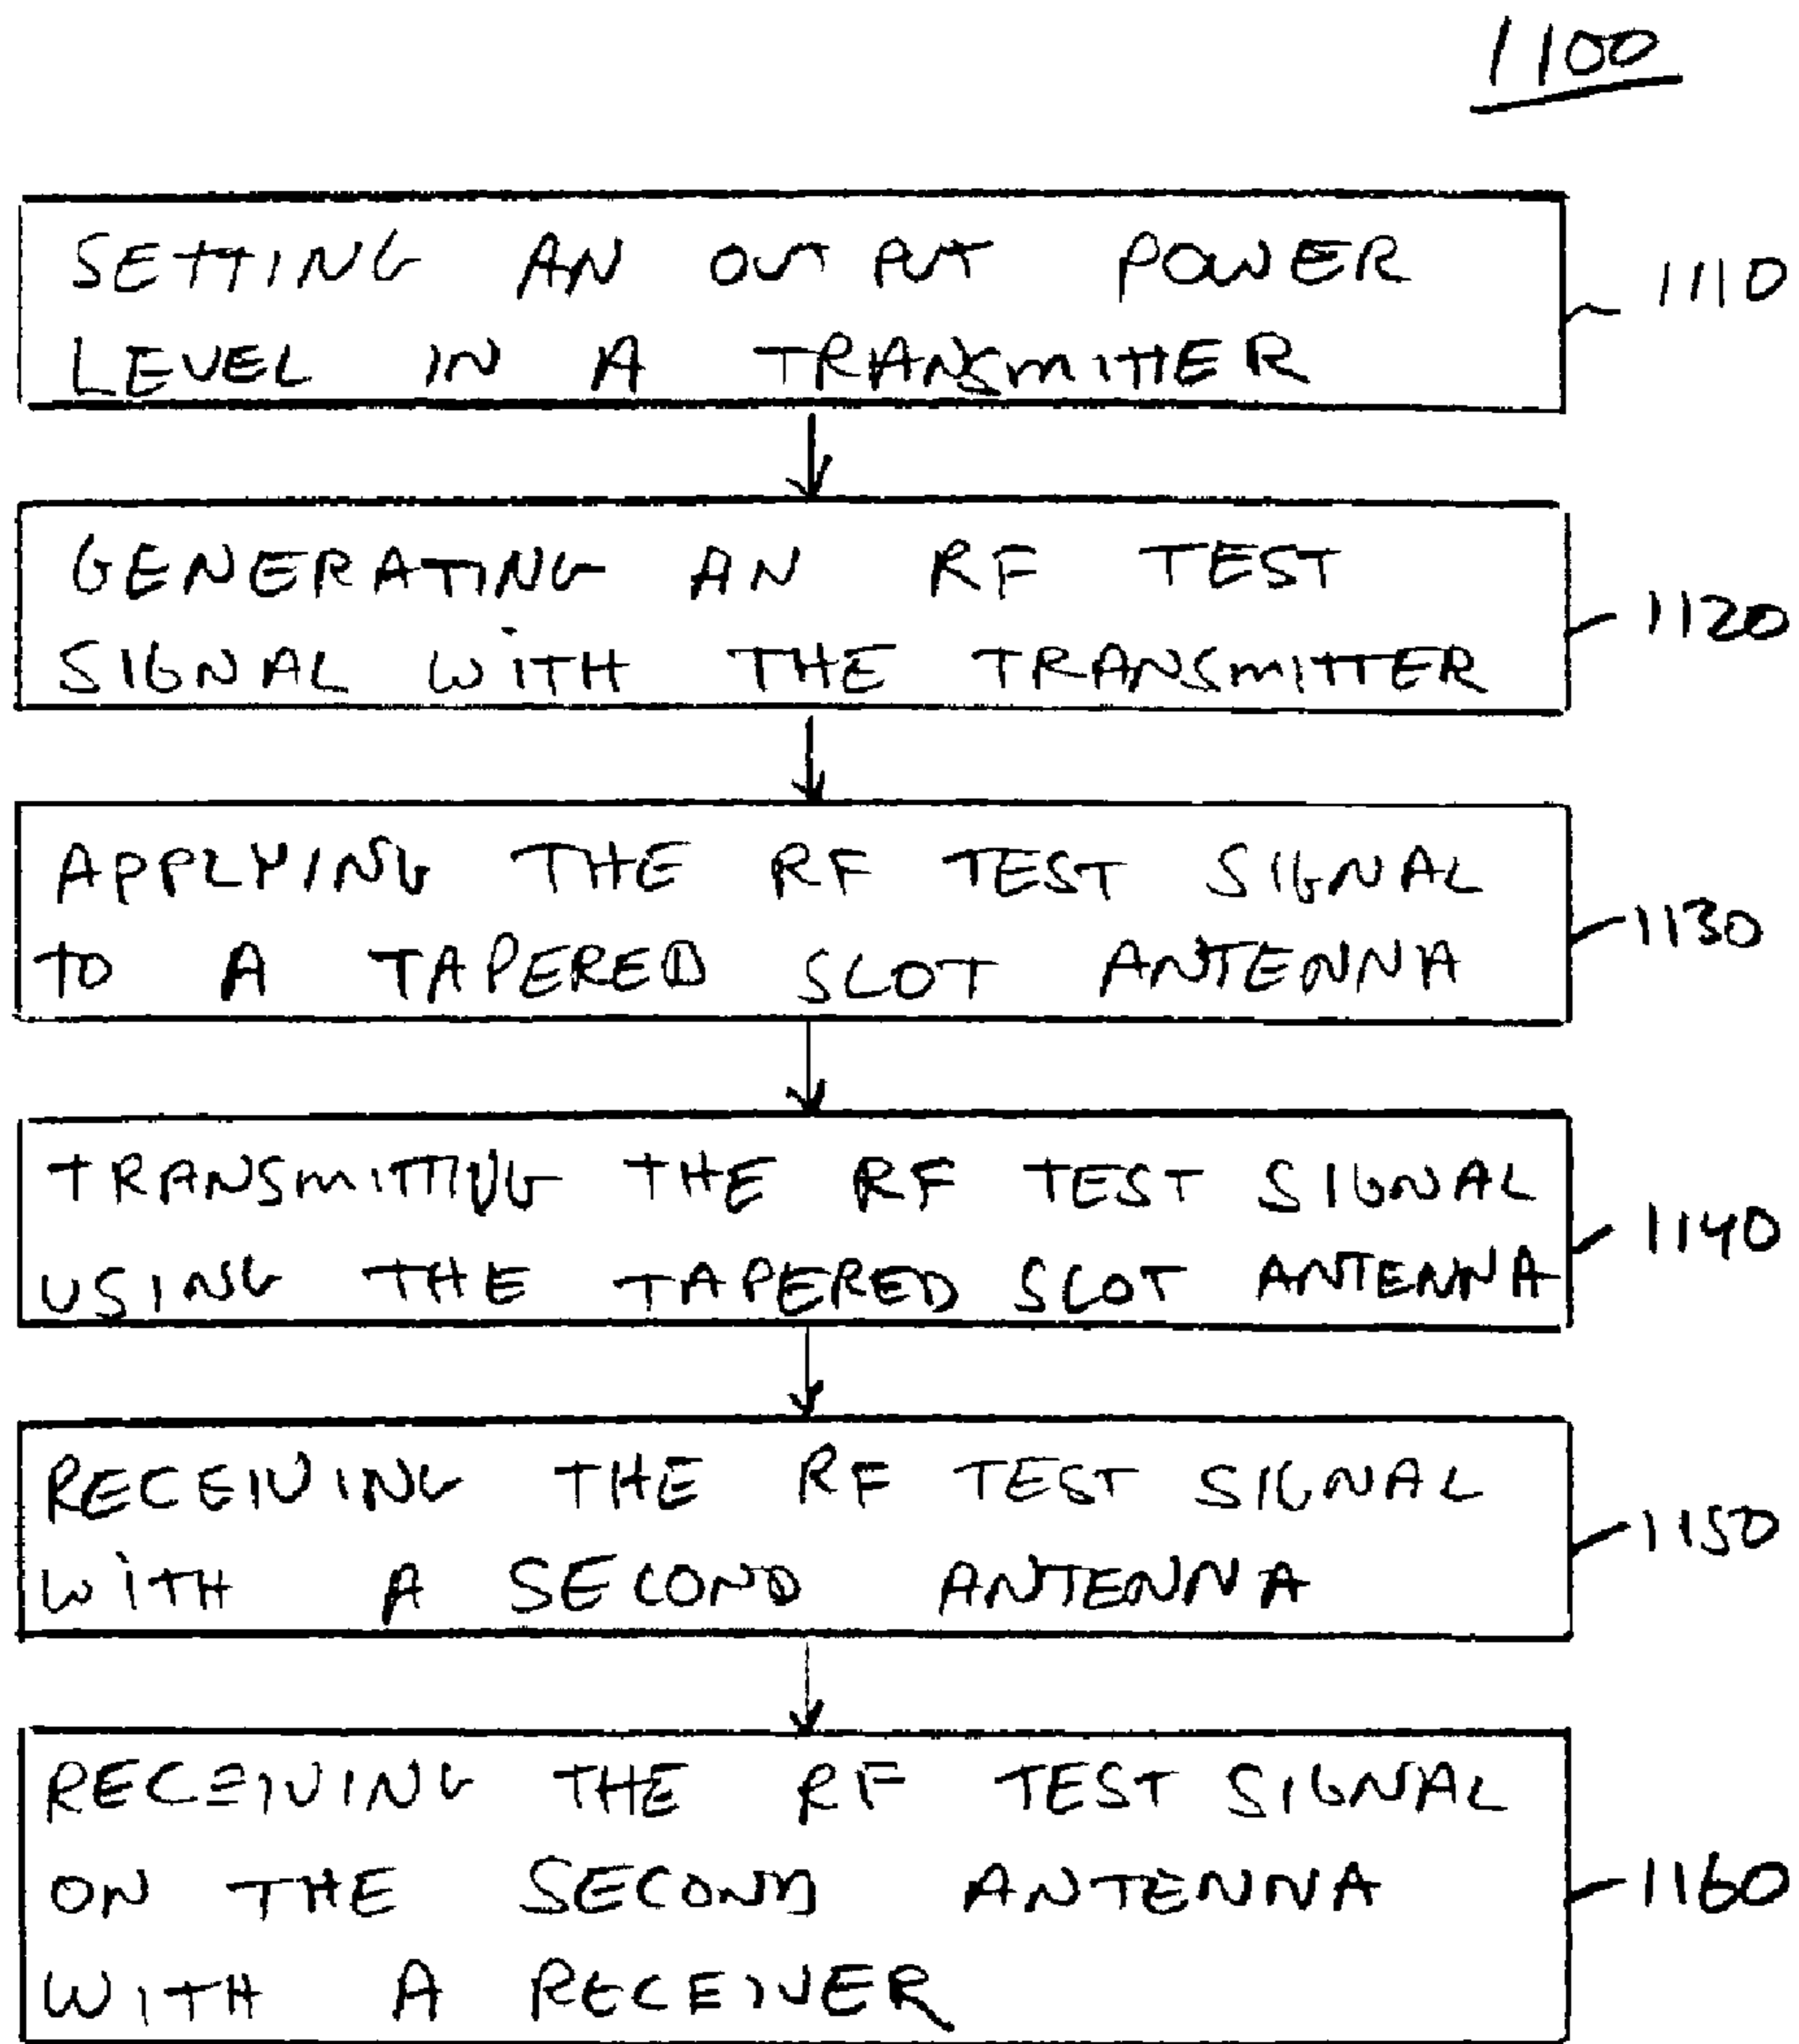 1100
SETTING AN OUTPUT POWER
LEVEL IN A TRANSMITTER
1110
GENERATING AN RF TEST
SIGNAL WITH THE TRANSMITTER
1120
APPLYING THE RF TEST SIGNAL
TO A TAPERED SLOT ANTENNA
1130
TRANSMITTING THE RF TEST SIGNAL
USING THE TAPERED SLOT ANTENNA
1140
RECEIVING THE RF TEST SIGNAL
WITH A SECOND ANTENNA
1150
RECEIVING THE RF TEST SIGNAL
ON THE SECOND ANTENNA
WITH A RECEIVER
1160